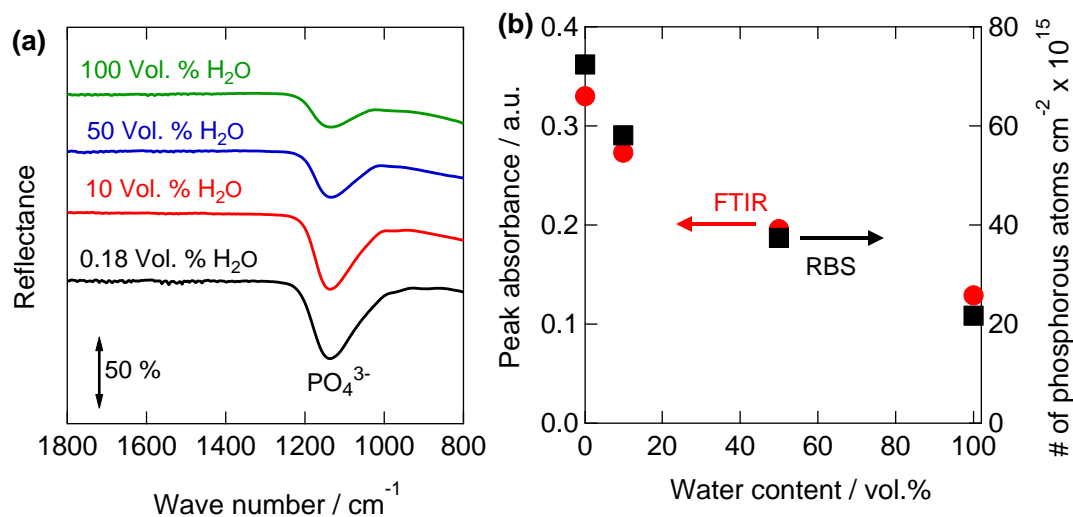 (a)
100 Vol. % H₂O
50 Vol. % H₂O
10 Vol. % H₂O
0.18 Vol. % H₂O
50 %
PO₄³⁻
Reflectance
1800 1600 1400 1200 1000 800
Wave number / cm⁻¹
(b)
0.4
0.3
0.2
0.1
0.0
Peak absorbance / a.u.
FTIR
RBS
80
60
40
20
0
# of phosphorous atoms cm⁻² x 10¹⁵
0 20 40 60 80 100
Water content / vol.%